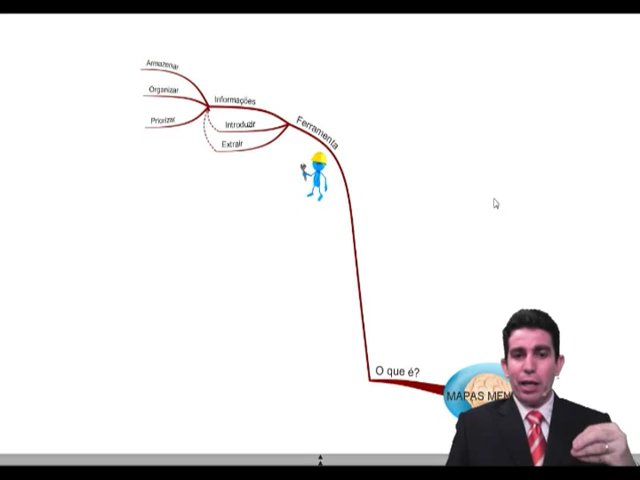 Armazenar
Organizar
Priorizar
Informações
Introduzir
Extrair
Ferramenta
O que é?
MAPAS MEN